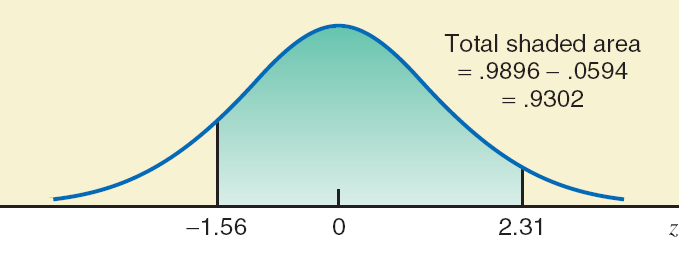 Total shaded area
= .9896 – .0594
= .9302
–1.56 0 2.31 z